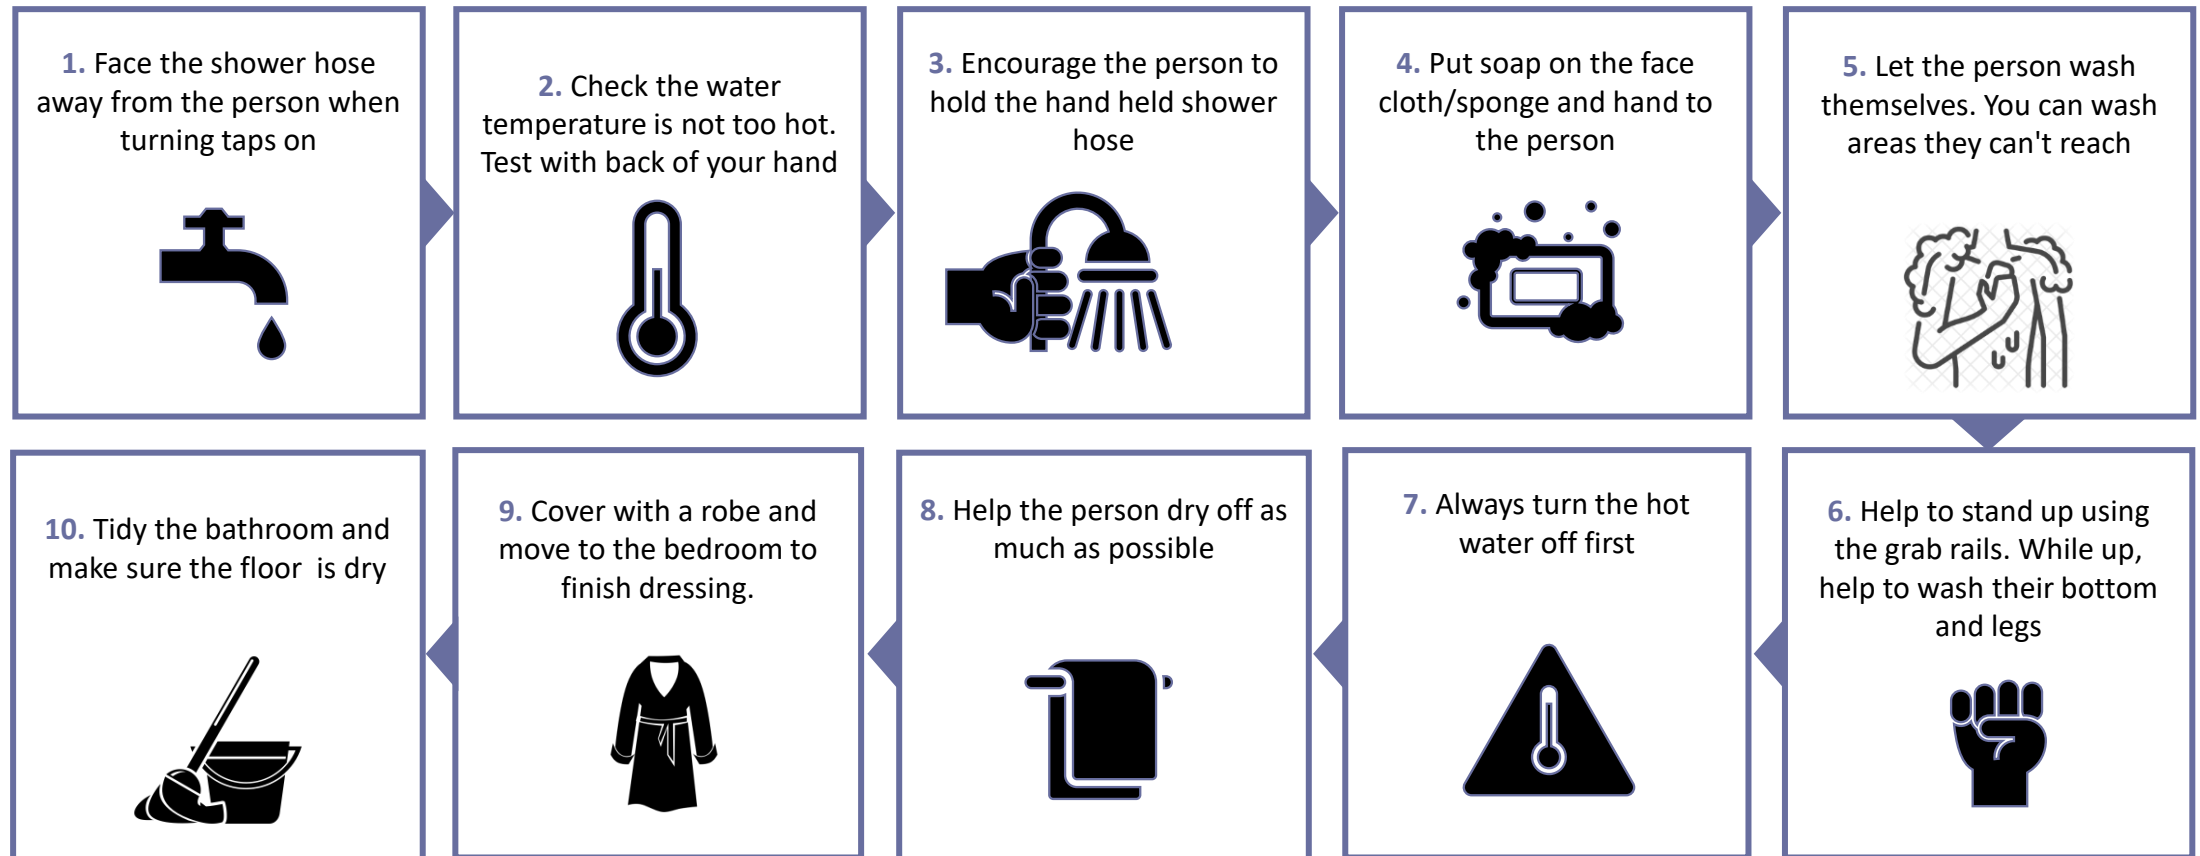 1. Face the shower hose
away from the person when
turning taps on
2. Check the water
temperature is not too hot.
Test with back of your hand
3. Encourage the person to
hold the hand held shower
hose
4. Put soap on the face
cloth/sponge and hand to
the person
5. Let the person wash
themselves. You can wash
areas they can't reach
6. Help to stand up using
the grab rails. While up,
help to wash their bottom
and legs
7. Always turn the hot
water off first
8. Help the person dry off as
much as possible
9. Cover with a robe and
move to the bedroom to
finish dressing.
10. Tidy the bathroom and
make sure the floor  is dry